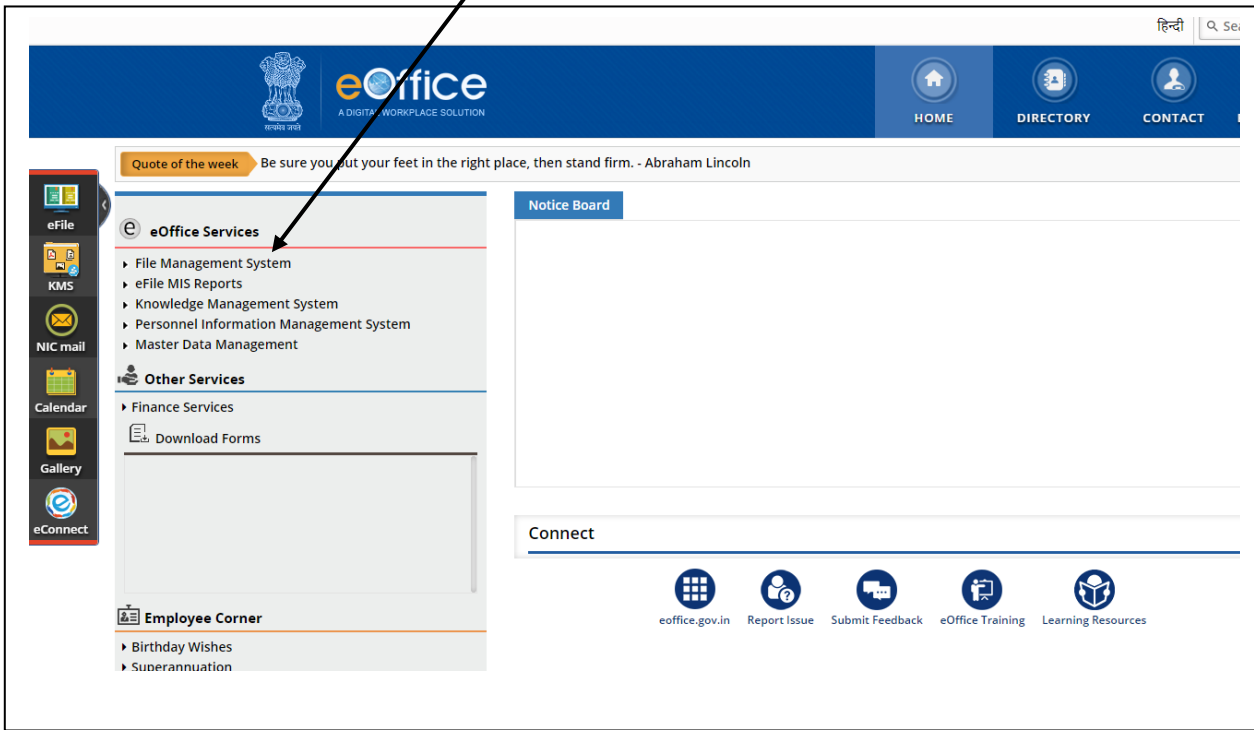 हिन्दी
eOffice
A DIGITAL WORKPLACE SOLUTION
सत्यमेव जयते
HOME
DIRECTORY
CONTACT
Quote of the week
Be sure you put your feet in the right place, then stand firm. - Abraham Lincoln
eFile
KMS
NIC mail
Calendar
Gallery
eConnect
eOffice Services
File Management System
eFile MIS Reports
Knowledge Management System
Personnel Information Management System
Master Data Management
Other Services
Finance Services
Download Forms
Employee Corner
Birthday Wishes
Superannuation
Notice Board
Connect
eoffice.gov.in
Report Issue
Submit Feedback
eOffice Training
Learning Resources